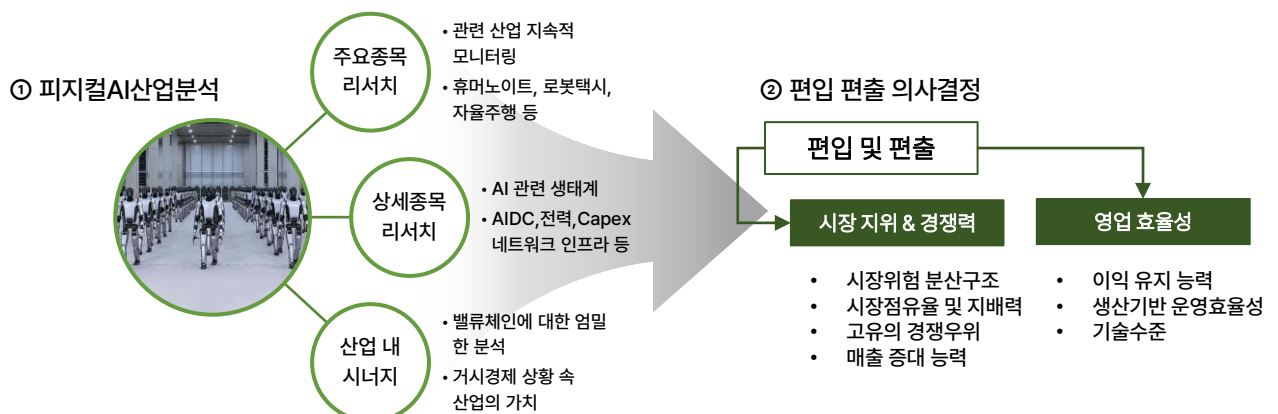 ① 피지컬AI산업분석
주요종목
리서치
• 관련 산업 지속적
모니터링
• 휴머노이트, 로봇택시,
자율주행 등
상세종목
리서치
• AI 관련 생태계
• AIDC,전력,Capex
네트워크 인프라 등
산업 내
시너지
• 밸류체인에 대한 엄밀
한 분석
• 거시경제 상황 속
산업의 가치
② 편입 편출 의사결정
편입 및 편출
시장 지위 & 경쟁력
• 시장위험 분산구조
• 시장점유율 및 지배력
• 고유의 경쟁우위
• 매출 증대 능력
영업 효율성
• 이익 유지 능력
• 생산기반 운영효율성
• 기술수준